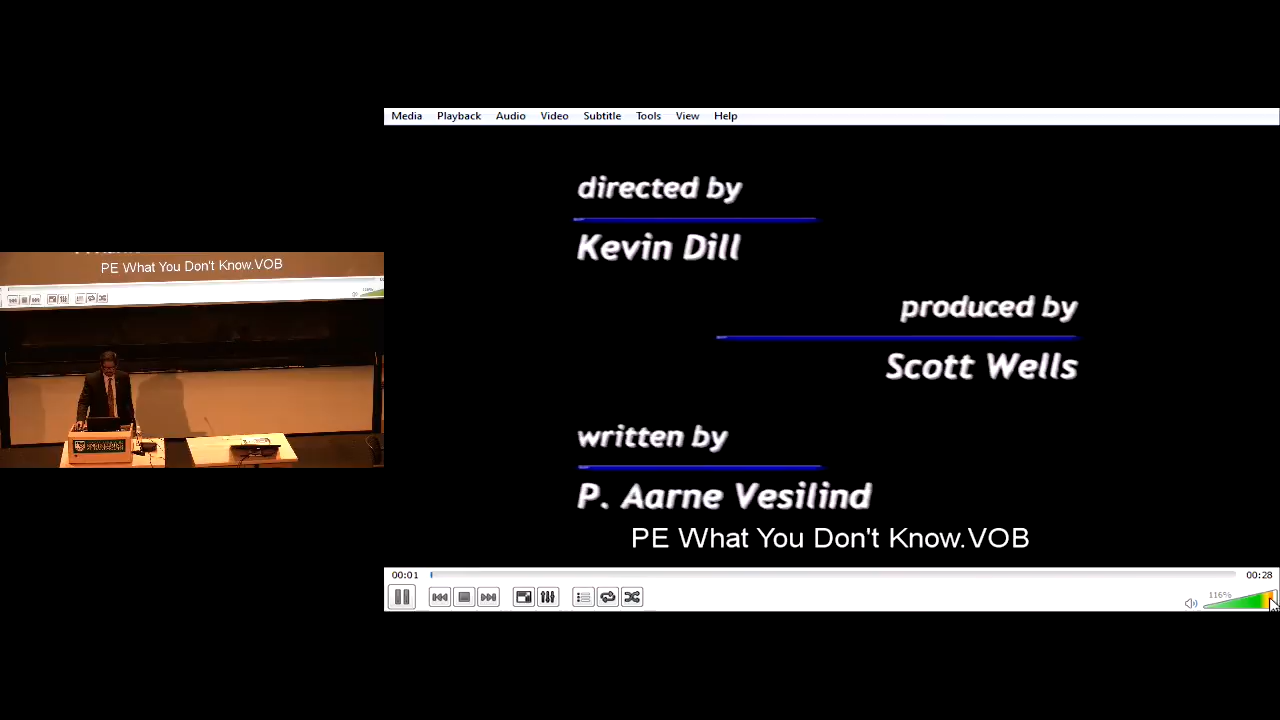 PE What You Don't Know.VOB
Media Playback Audio Video Subtitle Tools View Help
directed by
Kevin Dill
produced by
Scott Wells
written by
P. Aarne Vesilind
PE What You Don't Know.VOB
00:01 00:28
116%